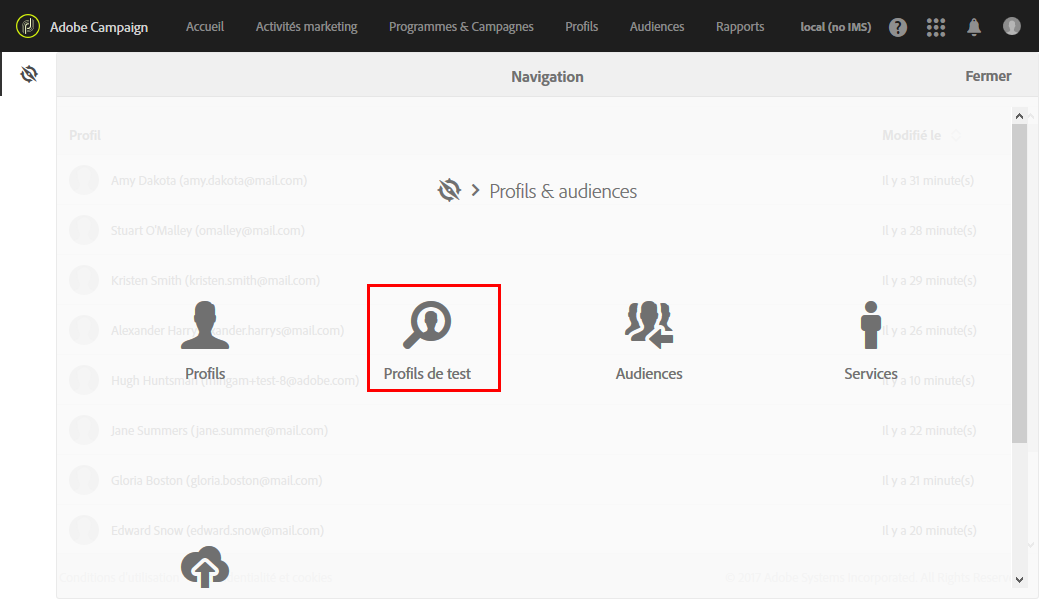 Adobe Campaign Accueil Activités marketing Programmes & Campagnes Profils Audiences Rapports local (no IMS) ?
Navigation Fermer
Profil Modifié le
Profils & audiences
Amy Dakota (amy.dakota@mail.com) Il y a 31 minute(s)
Stuart O'Malley (omalley@mail.com) Il y a 28 minute(s)
Kristen Smith (kristen.smith@mail.com) Il y a 29 minute(s)
Alexander Harry ander.harrys@mail.com) Il y a 26 minute(s)
Profils Profils de test Audiences Services
Hugh Huntsman (mrigam+test-8@adobe.com) Il y a 10 minute(s)
Jane Summers (jane.summer@mail.com) Il y a 22 minute(s)
Gloria Boston (gloria.boston@mail.com) Il y a 21 minute(s)
Edward Snow (edward.snow@mail.com) Il y a 20 minute(s)
Conditions d'utilisation et cookies © 2017 Adobe Systems Incorporated. All Rights